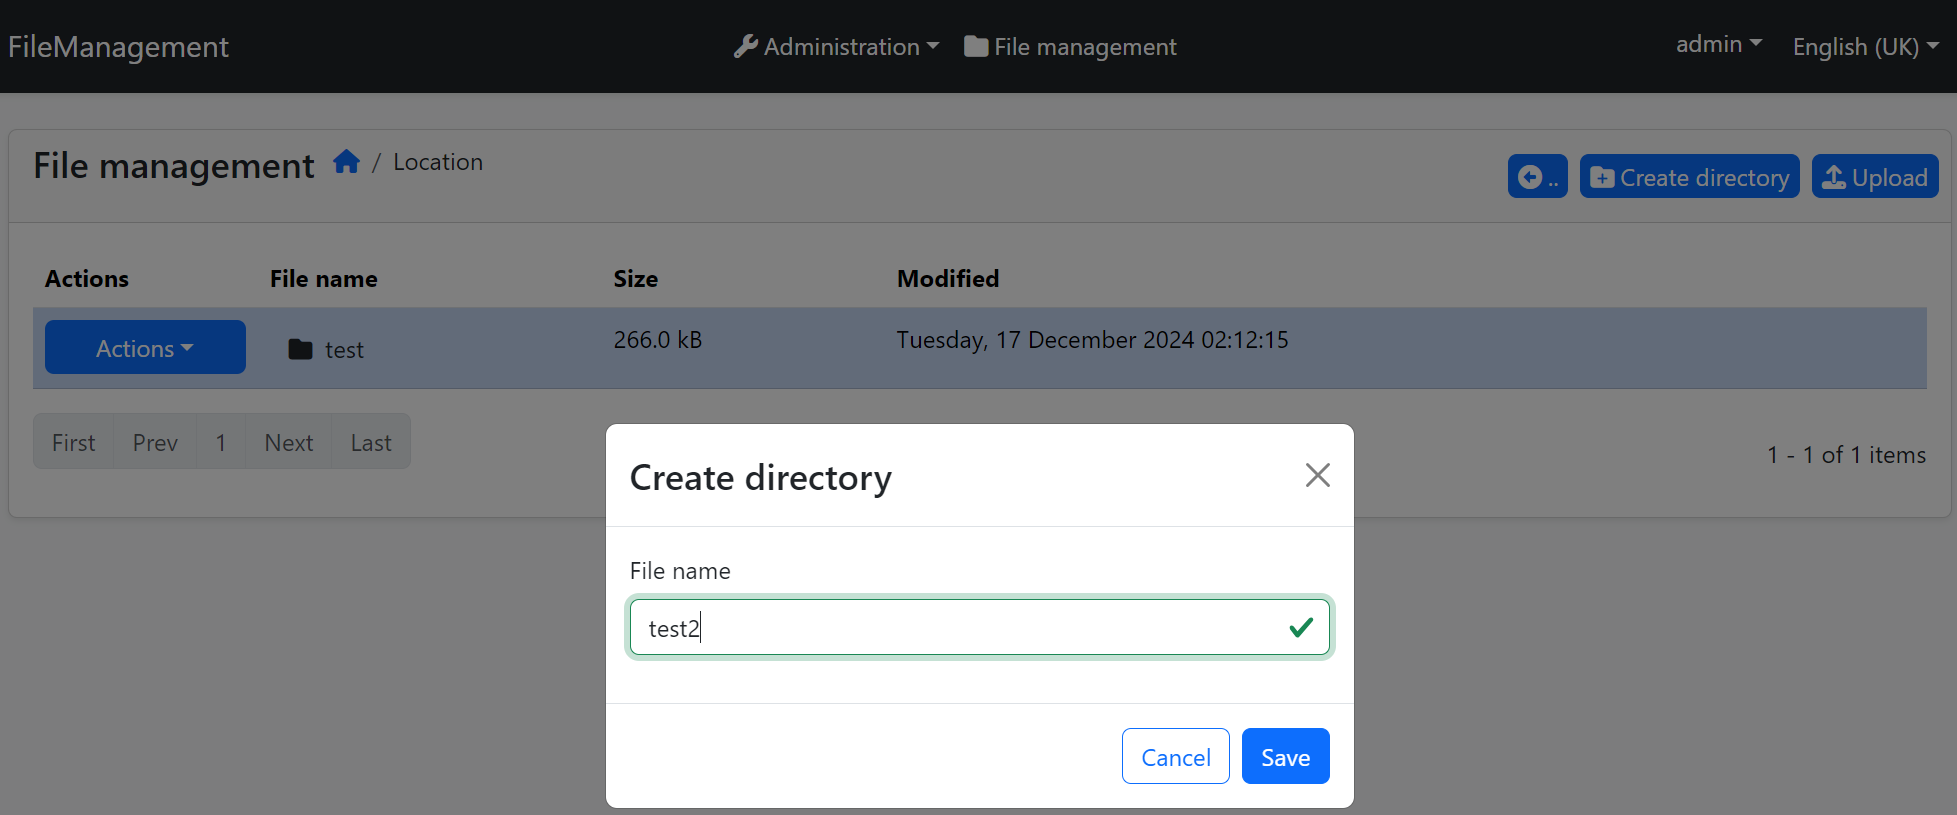 FileManagement Administration File management admin English (UK)
File management / Location .. Create directory Upload
Actions File name Size Modified
Actions test 266.0 kB Tuesday, 17 December 2024 02:12:15
First Prev 1 Next Last
1 - 1 of 1 items
Create directory
File name
test2
Cancel Save